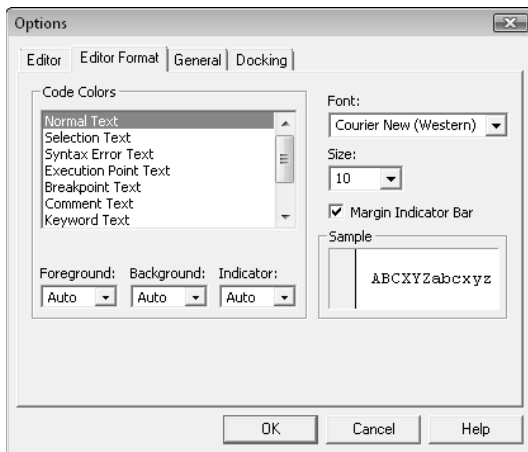 Options
Editor Editor Format General Docking
Code Colors
Normal Text
Selection Text
Syntax Error Text
Execution Point Text
Breakpoint Text
Comment Text
Keyword Text
Foreground: Background: Indicator:
Auto Auto Auto
Font:
Courier New (Western)
Size:
10
Margin Indicator Bar
Sample
ABCXYZabcxyz
OK Cancel Help